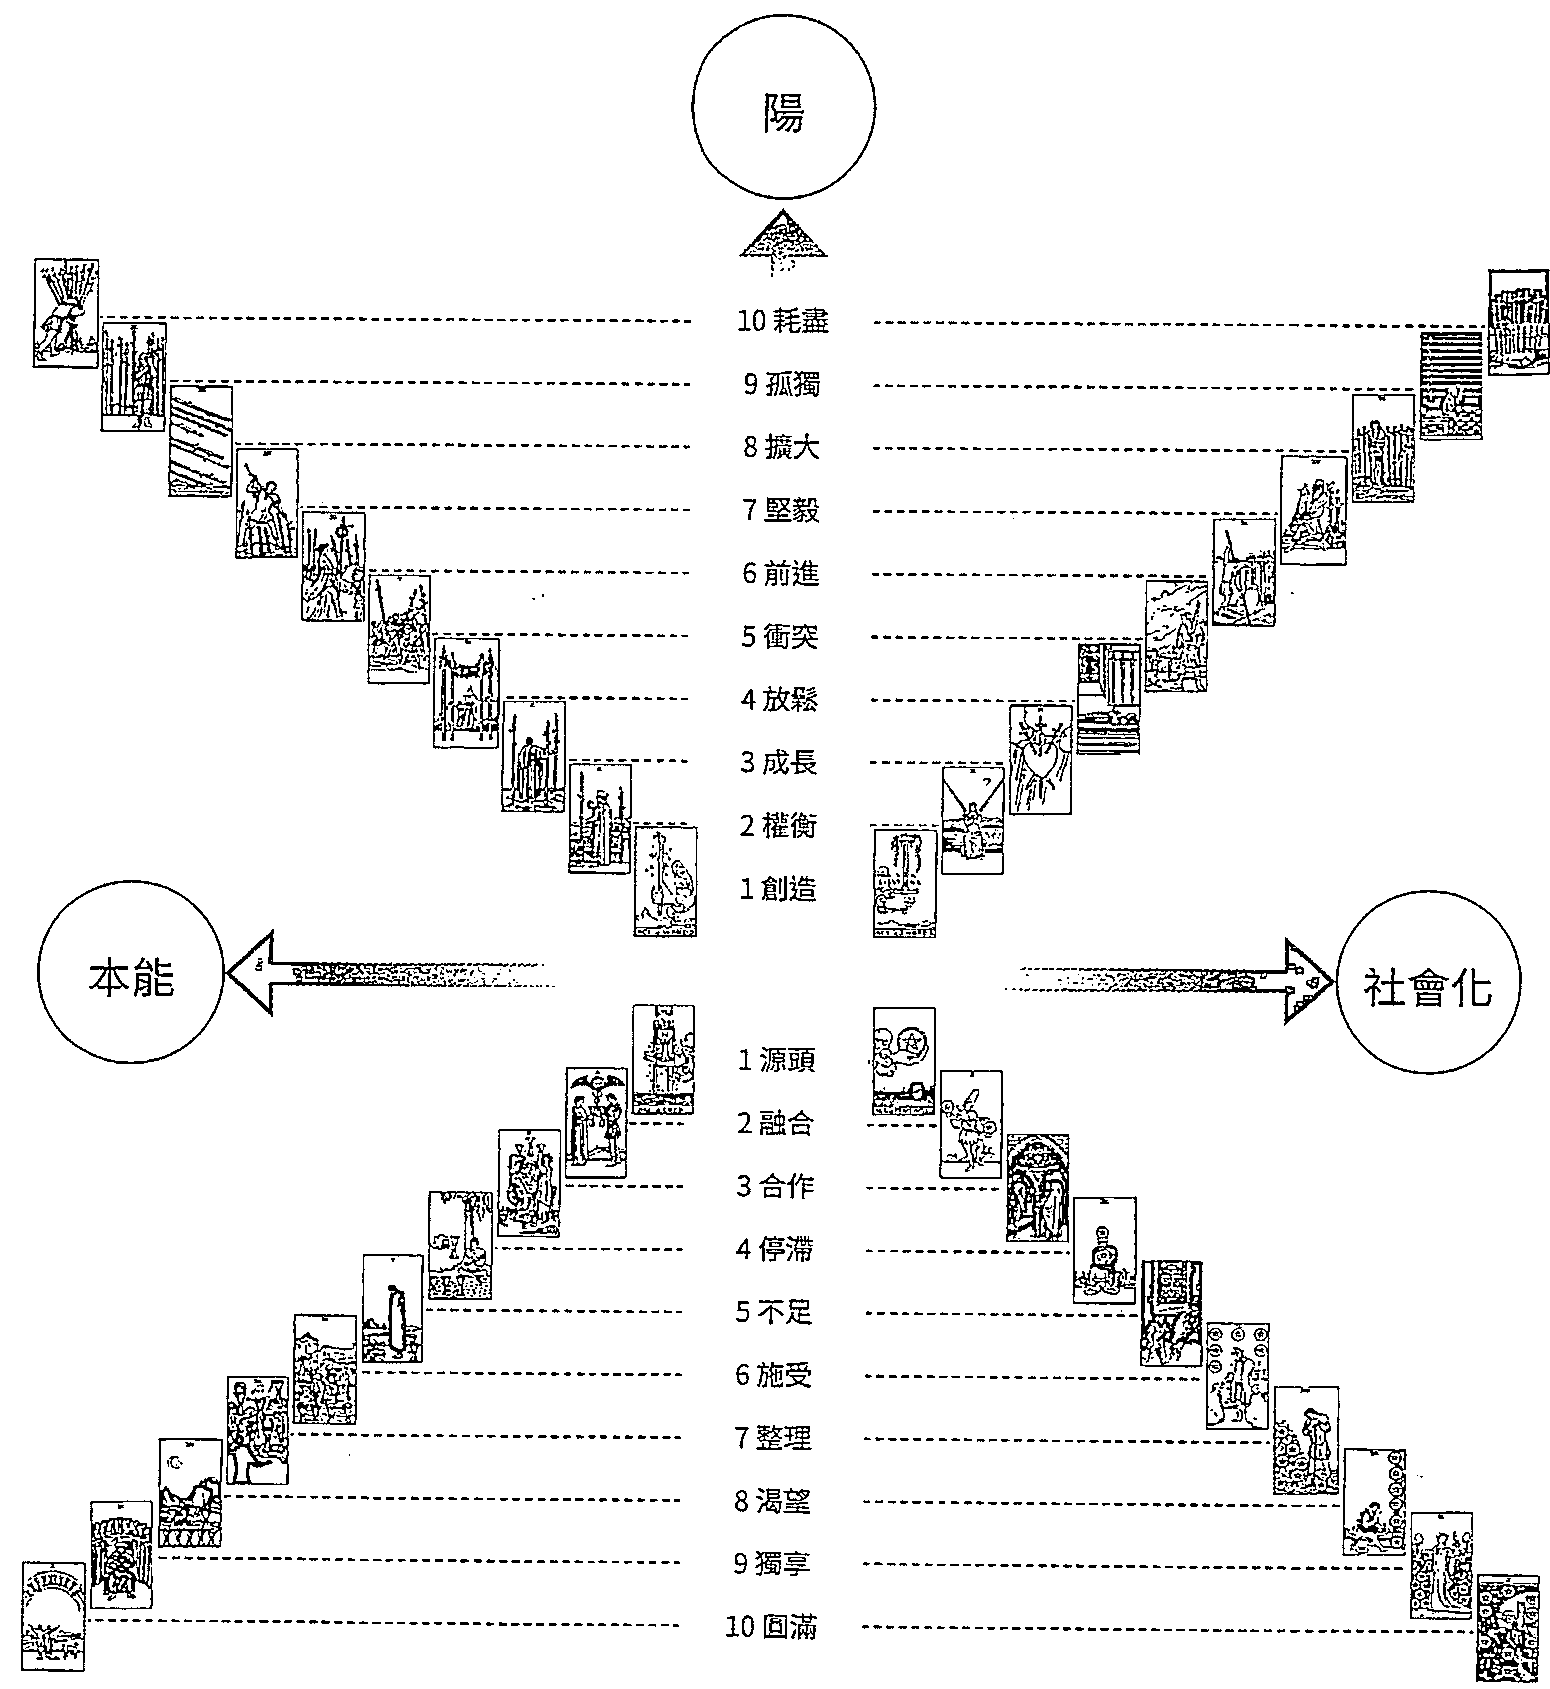 陽
10 耗盡
9 孤獨
8 擴大
7 堅毅
6 前進
5 衝突
4 放鬆
3 成長
2 權衡
1 創造
本能
社會化
1 源頭
2 融合
3 合作
4 停滯
5 不足
6 施受
7 整理
8 渴望
9 獨享
10 圓滿